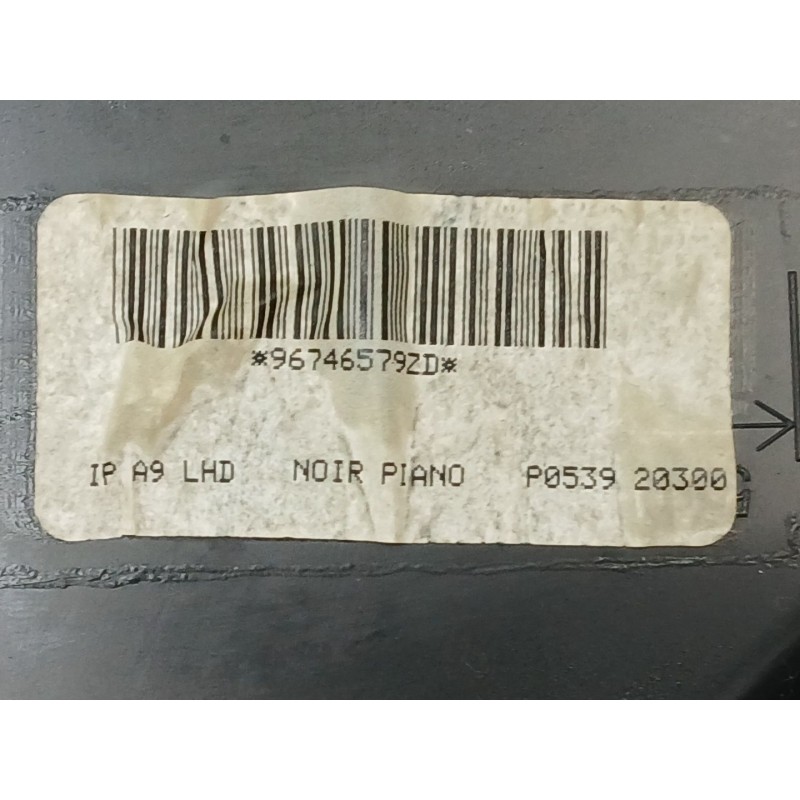 *96746579ZD*
IP A9 LHD NOIR PIANO P0539 20300